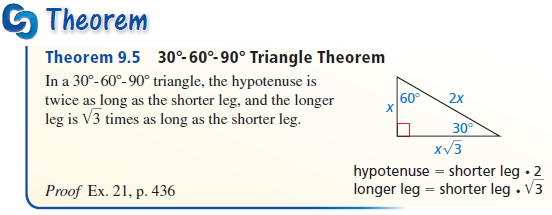 Theorem
Theorem 9.5 30°-60°-90° Triangle Theorem
In a 30°-60°-90° triangle, the hypotenuse is
twice as long as the shorter leg, and the longer
leg is √3 times as long as the shorter leg.
x
60°
2x
30°
x√3
hypotenuse = shorter leg • 2
longer leg = shorter leg • √3
Proof Ex. 21, p. 436